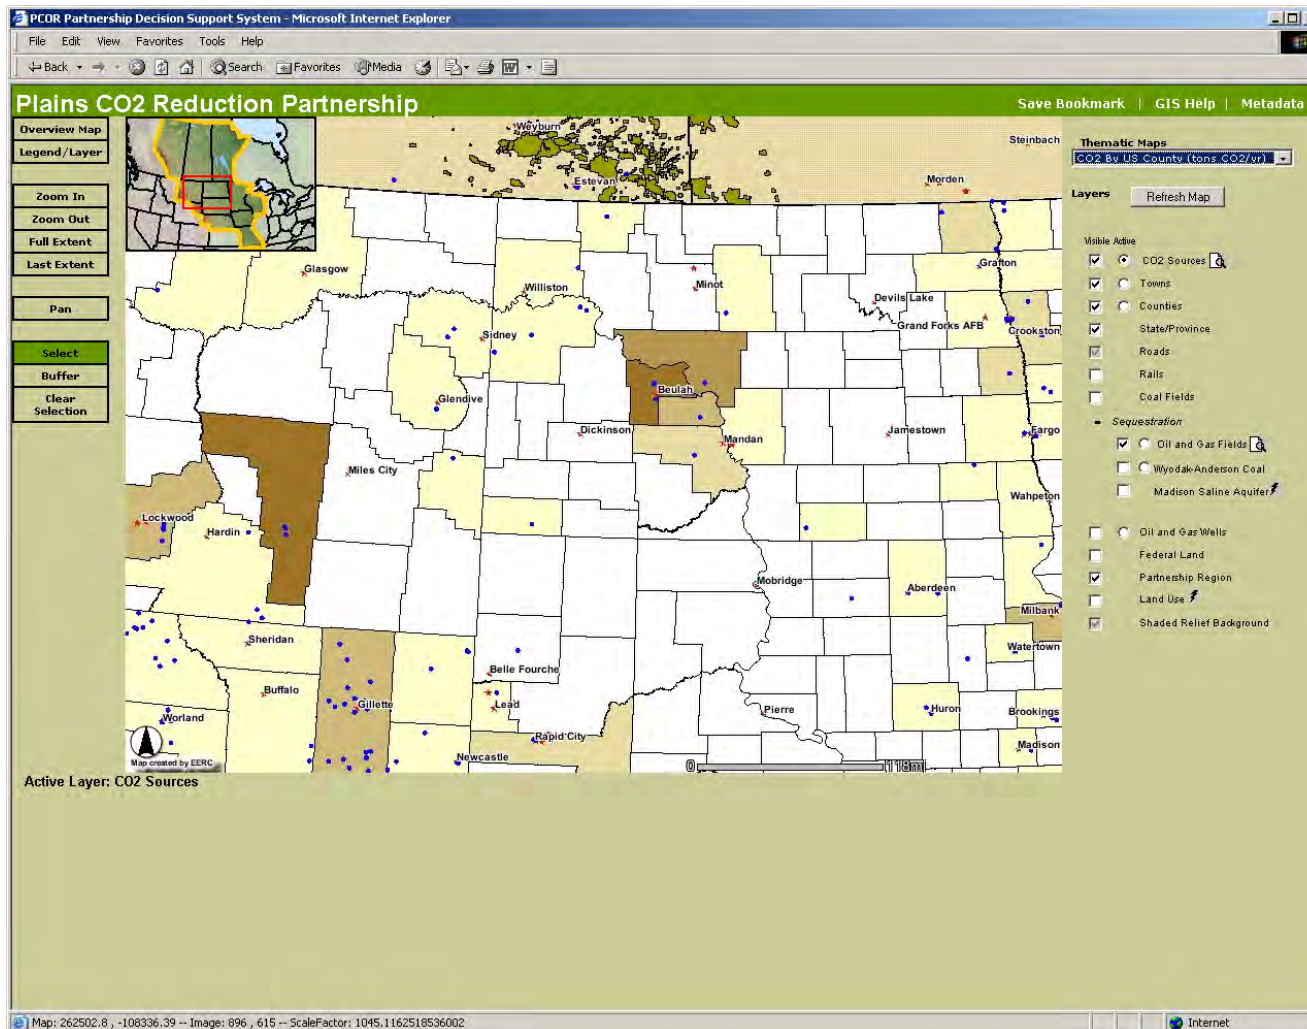 PCOR Partnership Decision Support System - Microsoft Internet Explorer
File Edit View Favorites Tools Help
Back Search Favorites Media
Plains CO2 Reduction Partnership
Save Bookmark | GIS Help | Metadata
Overview Map
Legend/Layer
Zoom In
Zoom Out
Full Extent
Last Extent
Pan
Select
Buffer
Clear
Selection
Weyburn
Steinbach
Estevan
Morden
Glasgow
Grafton
Williston
Minot
Devils Lake
Sidney
Grand Forks AFB
Crookston
Beulah
Glendive
Dickinson
Mandan
Jamestown
Fargo
Miles City
Wahpeton
Lockwood
Hardin
Mobridge
Aberdeen
Milbank
Sheridan
Watertown
Belle Fourche
Buffalo
Gillette
Lead
Pierre
Huron
Brookings
Worland
Rapid City
Madison
Newcastle
Map created by EERC
0 118mi
Thematic Maps
CO2 By US County (tons CO2/yr)
Layers
Refresh Map
Visible Active
CO2 Sources
Towns
Counties
State/Province
Roads
Rails
Coal Fields
Sequestration
Oil and Gas Fields
Wyodak-Anderson Coal
Madison Saline Aquifer
Oil and Gas Wells
Federal Land
Partnership Region
Land Use
Shaded Relief Background
Active Layer: CO2 Sources
Map: 262502.8 , -108336.39 -- Image: 896 , 615 -- ScaleFactor: 1045.1162518536002
Internet